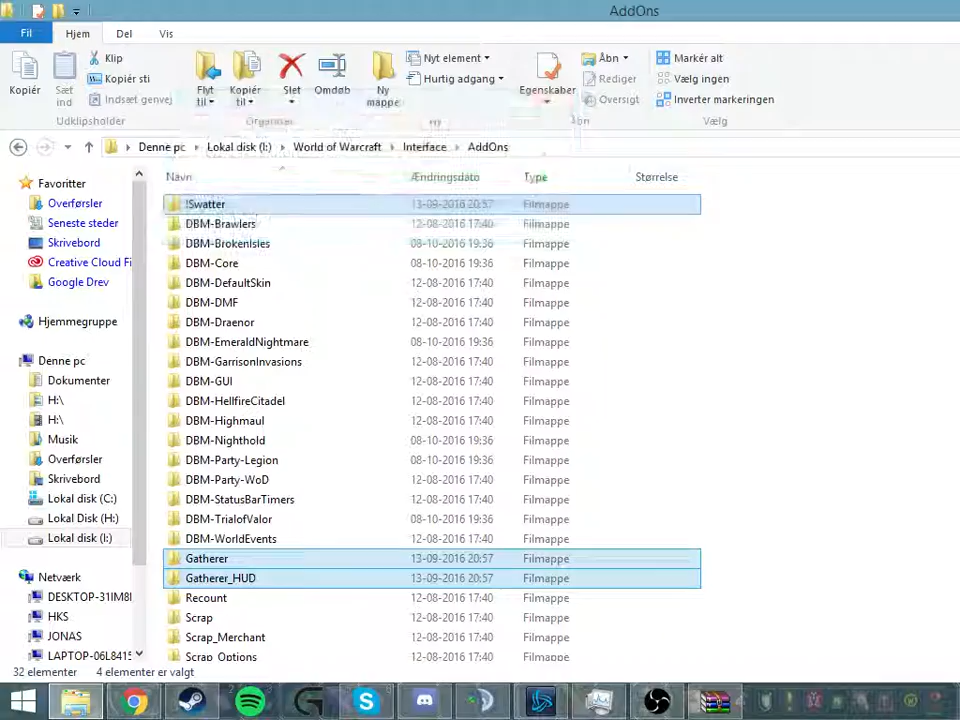 AddOns
Fil Hjem Del Vis
Kopiér
Sæt ind
Klip
Kopiér sti
Indsæt genvej
Udklipsholder
Flyt til
Kopiér til
Slet
Omdøb
Organiser
Ny mappe
Nyt element
Hurtig adgang
Ny
Egenskaber
Åbn
Rediger
Oversigt
Markér alt
Vælg ingen
Inverter markeringen
Vælg
Denne pc Lokal disk (I:) World of Warcraft Interface AddOns
Favoritter
Overførsler
Seneste steder
Skrivebord
Creative Cloud Fi
Google Drev
Hjemmegruppe
Denne pc
Dokumenter
H:\
H:\
Musik
Overførsler
Skrivebord
Lokal disk (C:)
Lokal Disk (H:)
Lokal disk (I:)
Netværk
HKS
JONAS
Navn Ændringsdato Type Størrelse
!Swatter 13-09-2016 20:57 Filmappe
DBM-Brawlers 12-08-2016 17:40 Filmappe
DBM-BrokenIsles 08-10-2016 19:36 Filmappe
DBM-Core 08-10-2016 19:36 Filmappe
DBM-DefaultSkin 12-08-2016 17:40 Filmappe
DBM-DMF 12-08-2016 17:40 Filmappe
DBM-Draenor 12-08-2016 17:40 Filmappe
DBM-EmeraldNightmare 08-10-2016 19:36 Filmappe
DBM-GarrisonInvasions 12-08-2016 17:40 Filmappe
DBM-GUI 12-08-2016 17:40 Filmappe
DBM-HellfireCitadel 12-08-2016 17:40 Filmappe
DBM-Highmaul 12-08-2016 17:40 Filmappe
DBM-Nighthold 08-10-2016 19:36 Filmappe
DBM-Party-Legion 08-10-2016 19:36 Filmappe
DBM-Party-WoD 12-08-2016 17:40 Filmappe
DBM-StatusBarTimers 12-08-2016 17:40 Filmappe
DBM-TrialofValor 08-10-2016 19:36 Filmappe
DBM-WorldEvents 12-08-2016 17:40 Filmappe
Gatherer 13-09-2016 20:57 Filmappe
Gatherer_HUD 13-09-2016 20:57 Filmappe
Recount 12-08-2016 17:40 Filmappe
Scrap 12-08-2016 17:40 Filmappe
Scrap_Merchant 12-08-2016 17:40 Filmappe
Scrap_Options 12-08-2016 17:40 Filmappe
32 elementer 4 elementer er valgt